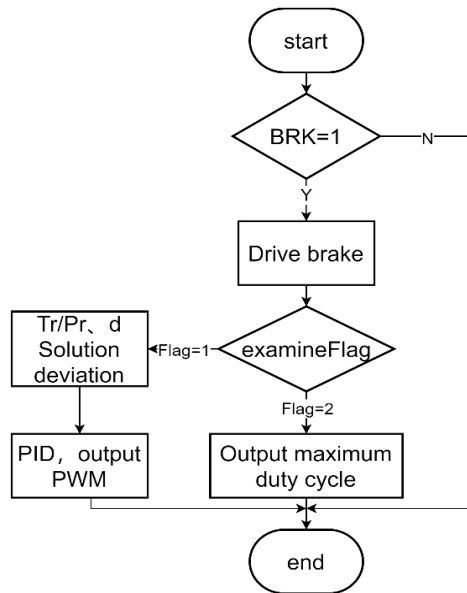 start
BRK=1
N
Y
Drive brake
Tr/Pr、d
Solution
deviation
Flag=1
examineFlag
Flag=2
PID，output
PWM
Output maximum
duty cycle
end